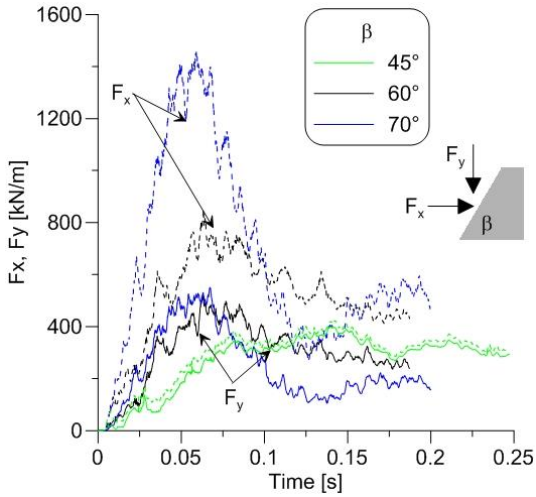 1600
1200
800
400
0
Fx, Fy [kN/m]
0
0.05
0.1
0.15
0.2
0.25
Time [s]
β
45°
60°
70°
Fx
Fy
Fy
Fx
β